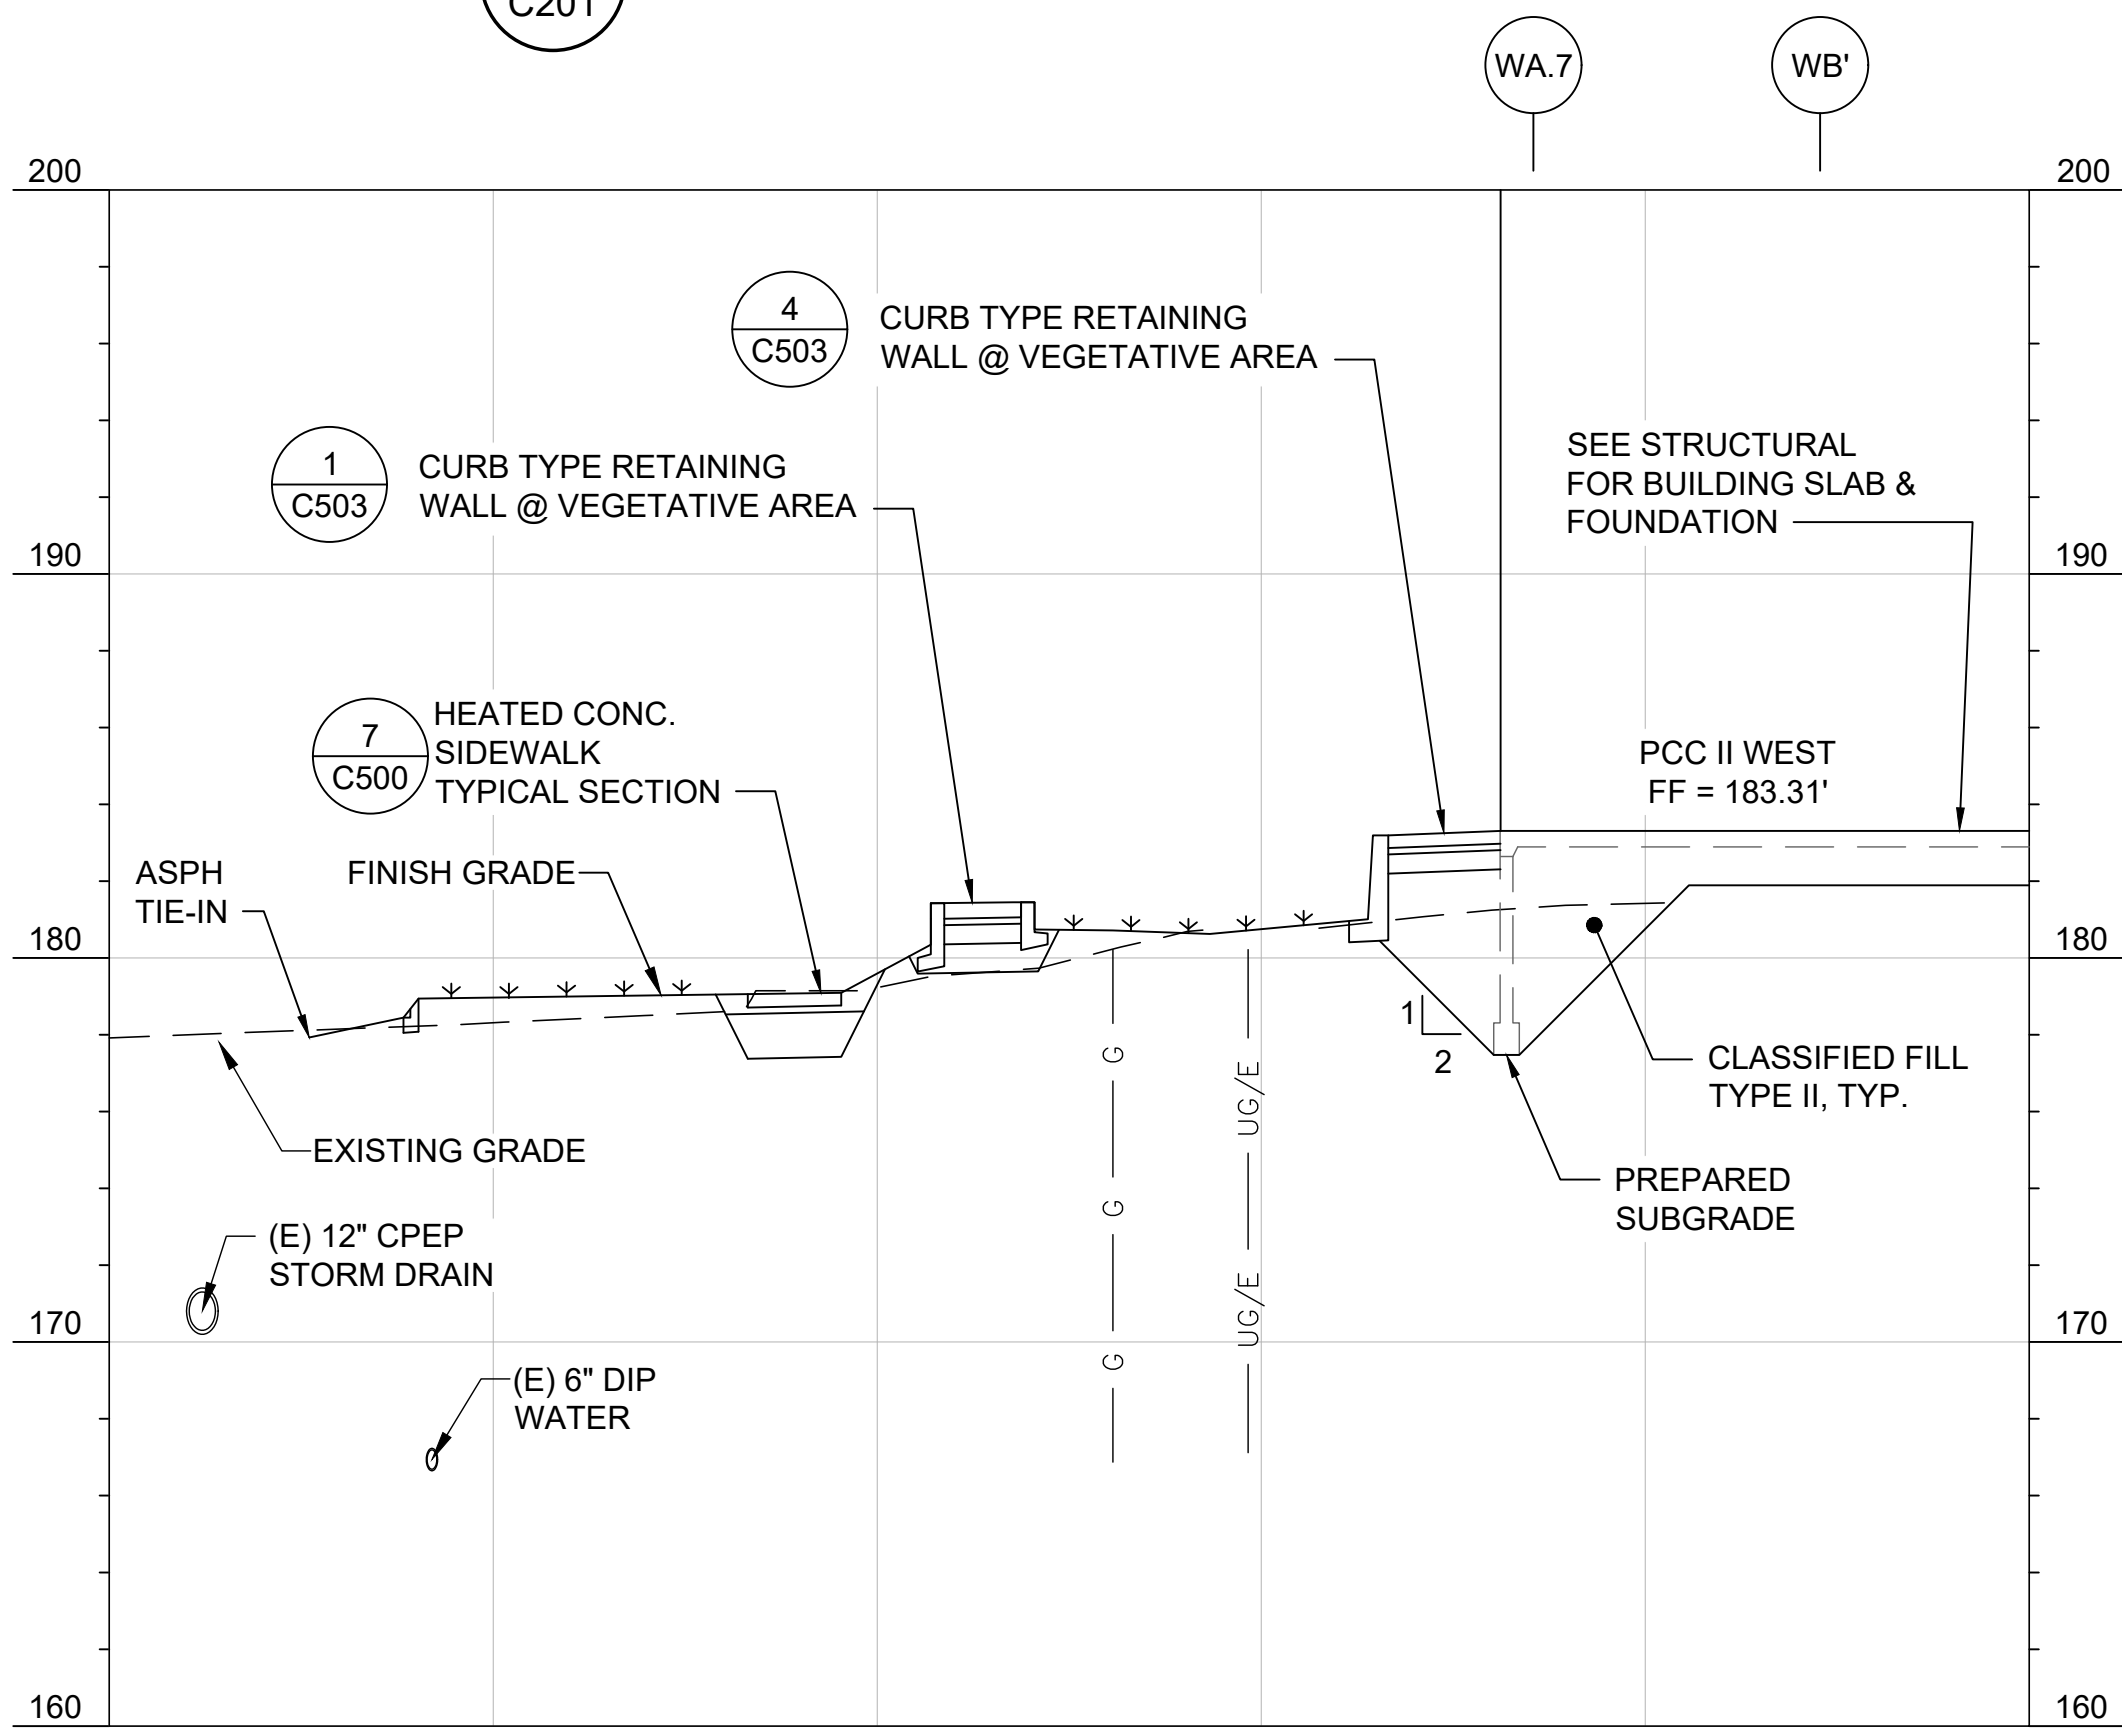 C201
WA.7
WB'
200
200
4
C503
CURB TYPE RETAINING
WALL @ VEGETATIVE AREA
1
C503
CURB TYPE RETAINING
WALL @ VEGETATIVE AREA
SEE STRUCTURAL
FOR BUILDING SLAB &
FOUNDATION
190
190
7
C500
HEATED CONC.
SIDEWALK
TYPICAL SECTION
PCC II WEST
FF = 183.31'
ASPH
TIE-IN
FINISH GRADE
180
180
1
2
G
UG/E
CLASSIFIED FILL
TYPE II, TYP.
EXISTING GRADE
PREPARED
SUBGRADE
G
(E) 12" CPEP
STORM DRAIN
UG/E
170
170
G
(E) 6" DIP
WATER
160
160